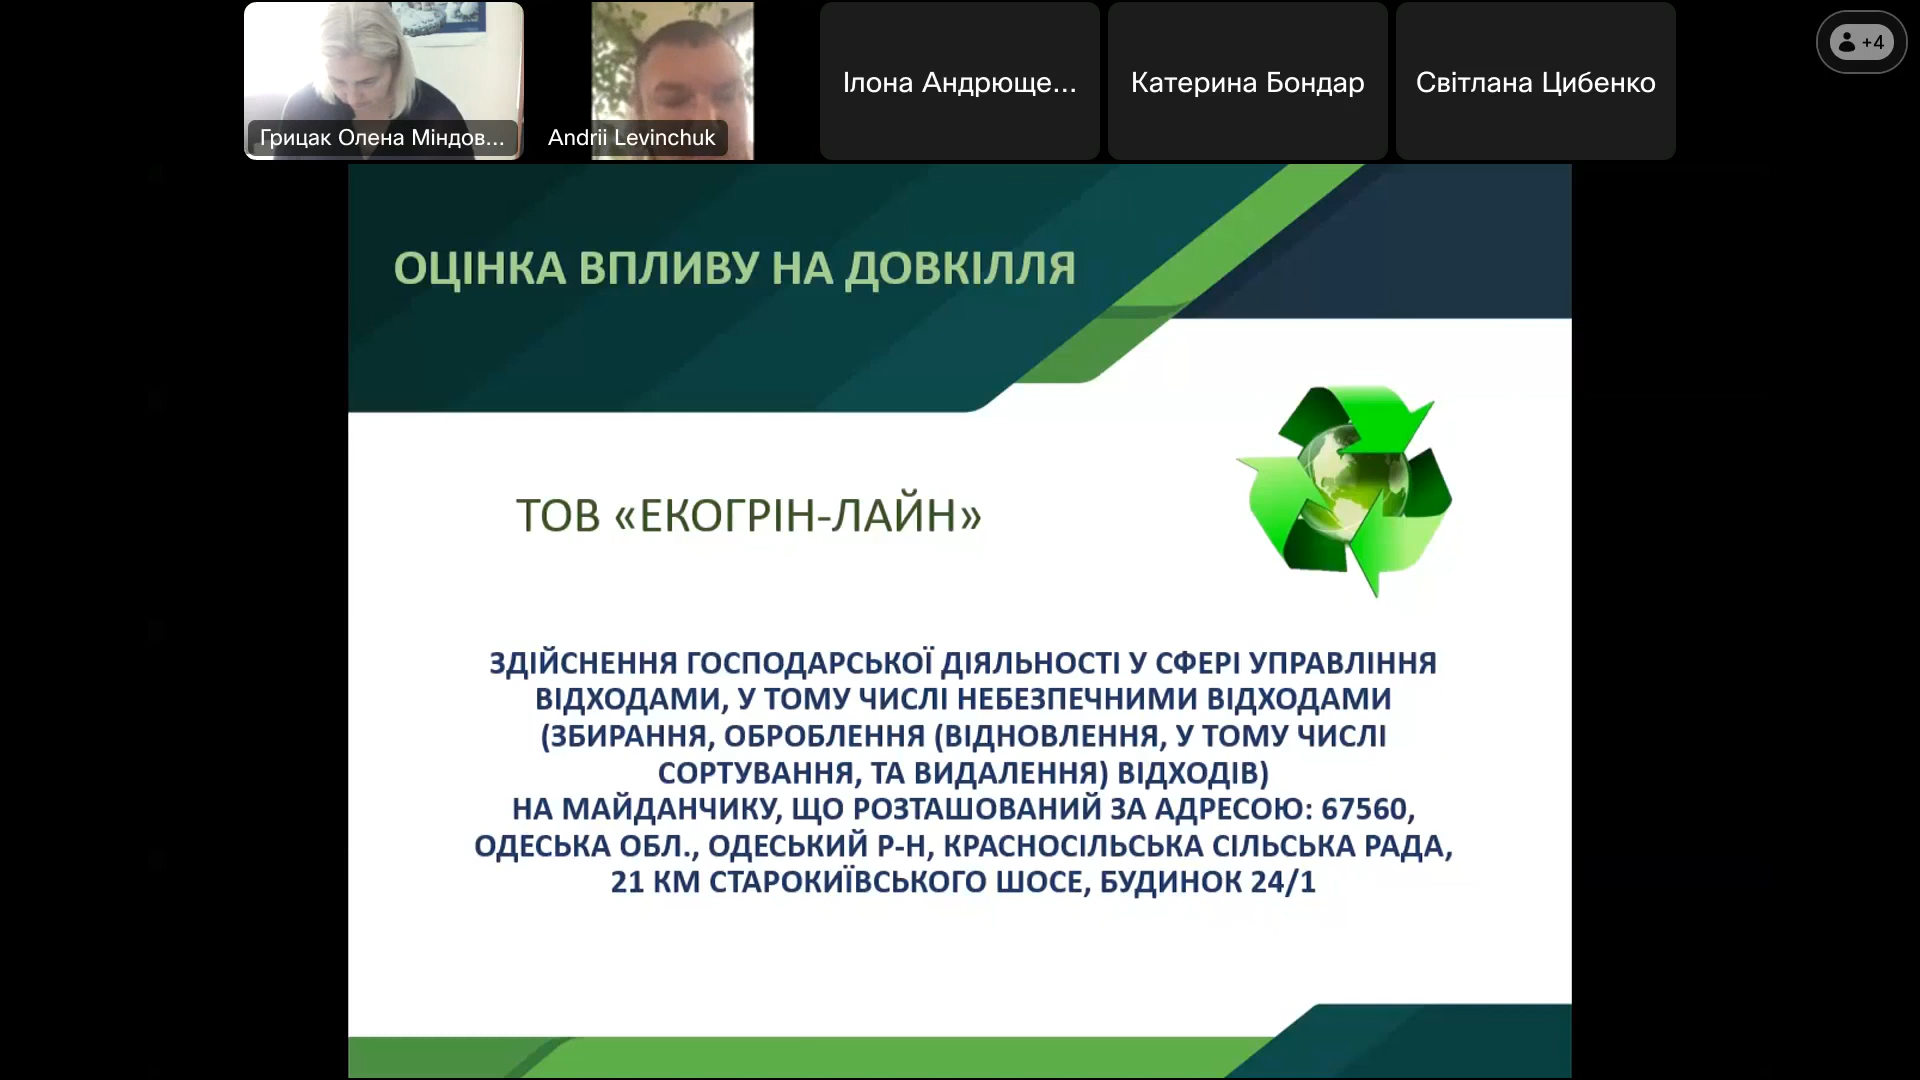 Грицак Олена Міндов...
Andrii Levinchuk
Ілона Андрюще...
Катерина Бондар
Світлана Цибенко
+4
ОЦІНКА ВПЛИВУ НА ДОВКІЛЛЯ
ТОВ «ЕКОГРІН-ЛАЙН»
ЗДІЙСНЕННЯ ГОСПОДАРСЬКОЇ ДІЯЛЬНОСТІ У СФЕРІ УПРАВЛІННЯ
ВІДХОДАМИ, У ТОМУ ЧИСЛІ НЕБЕЗПЕЧНИМИ ВІДХОДАМИ
(ЗБИРАННЯ, ОБРОБЛЕННЯ (ВІДНОВЛЕННЯ, У ТОМУ ЧИСЛІ
СОРТУВАННЯ, ТА ВИДАЛЕННЯ) ВІДХОДІВ)
НА МАЙДАНЧИКУ, ЩО РОЗТАШОВАНИЙ ЗА АДРЕСОЮ: 67560,
ОДЕСЬКА ОБЛ., ОДЕСЬКИЙ Р-Н, КРАСНОСІЛЬСЬКА СІЛЬСЬКА РАДА,
21 КМ СТАРОКИЇВСЬКОГО ШОСЕ, БУДИНОК 24/1